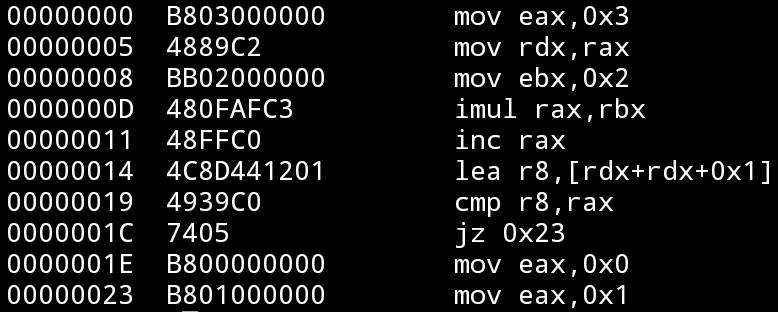 00000000 B803000000 mov eax,0x3
00000005 4889C2 mov rdx,rax
00000008 BB02000000 mov ebx,0x2
0000000D 480FAFC3 imul rax,rbx
00000011 48FFC0 inc rax
00000014 4C8D441201 lea r8,[rdx+rdx+0x1]
00000019 4939C0 cmp r8,rax
0000001C 7405 jz 0x23
0000001E B800000000 mov eax,0x0
00000023 B801000000 mov eax,0x1